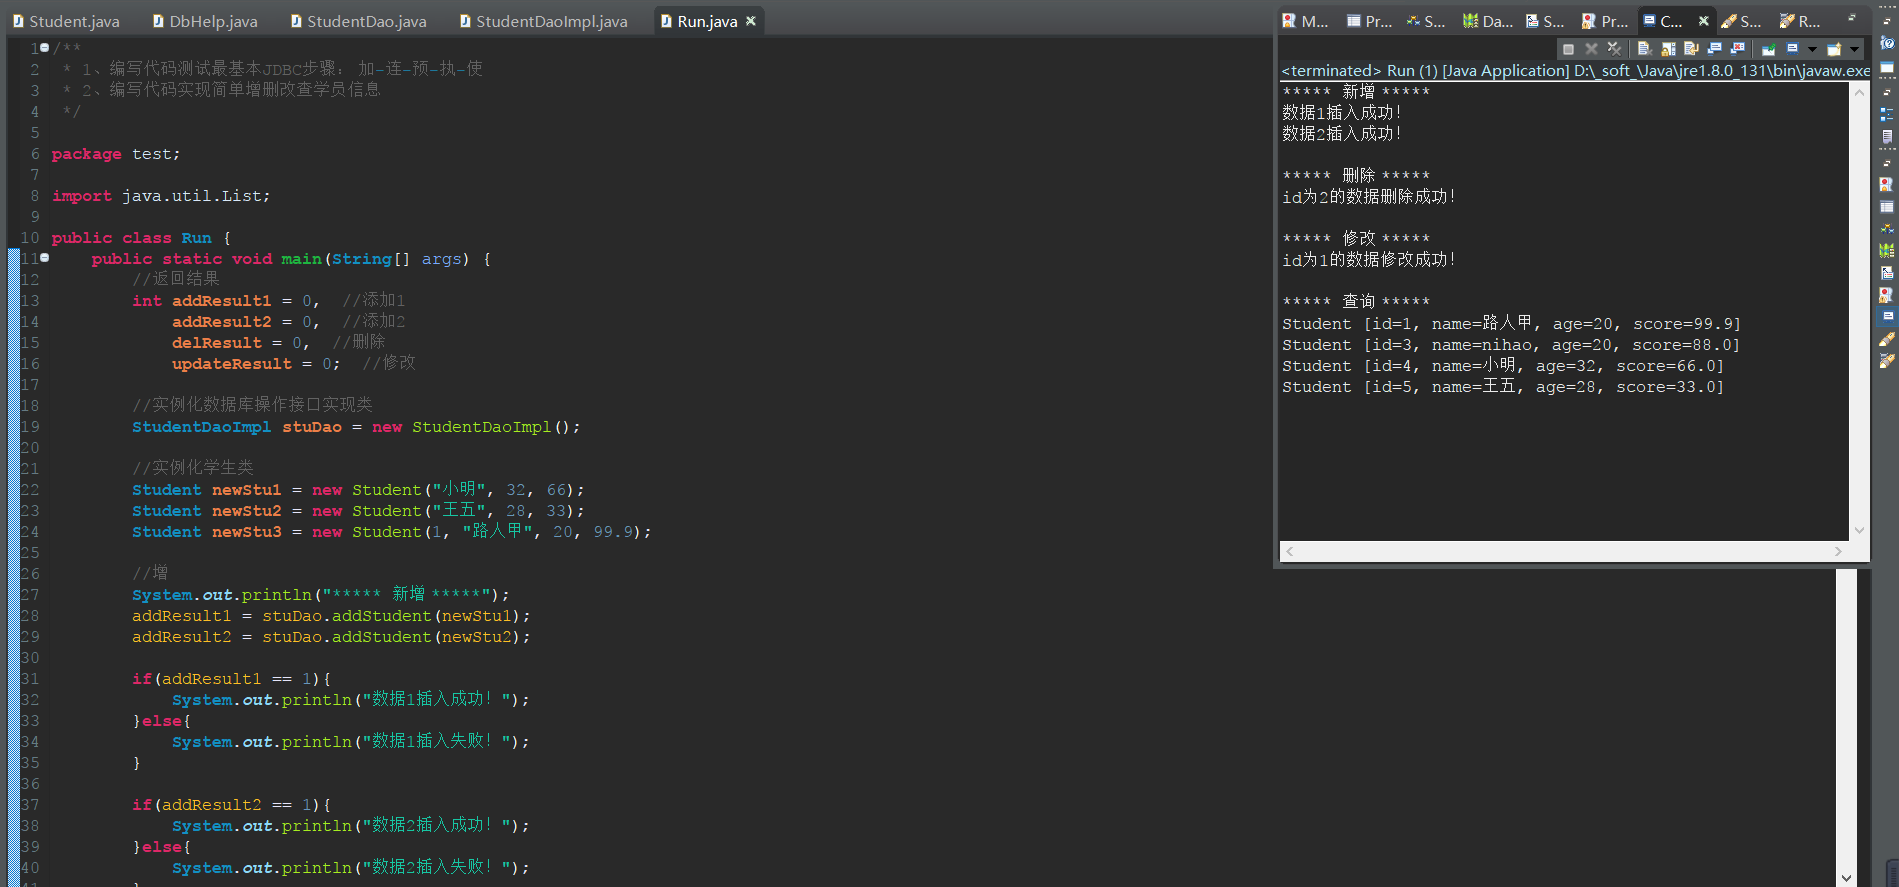 Student.java DbHelp.java StudentDao.java StudentDaoImpl.java Run.java
1 /**
2 * 1、编写代码测试最基本JDBC步骤： 加-连-预-执-使
3 * 2、编写代码实现简单增删改查学员信息
4 */
5
6 package test;
7
8 import java.util.List;
9
10 public class Run {
11 public static void main(String[] args) {
12 //返回结果
13 int addResult1 = 0, //添加1
14 addResult2 = 0, //添加2
15 delResult = 0, //删除
16 updateResult = 0; //修改
17
18 //实例化数据库操作接口实现类
19 StudentDaoImpl stuDao = new StudentDaoImpl();
20
21 //实例化学生类
22 Student newStu1 = new Student("小明", 32, 66);
23 Student newStu2 = new Student("王五", 28, 33);
24 Student newStu3 = new Student(1, "路人甲", 20, 99.9);
25
26 //增
27 System.out.println("***** 新增 *****");
28 addResult1 = stuDao.addStudent(newStu1);
29 addResult2 = stuDao.addStudent(newStu2);
30
31 if(addResult1 == 1){
32 System.out.println("数据1插入成功！");
33 }else{
34 System.out.println("数据1插入失败！");
35 }
36
37 if(addResult2 == 1){
38 System.out.println("数据2插入成功！");
39 }else{
40 System.out.println("数据2插入失败！");
M... Pr... S... Da... S... Pr... C... S... R...
<terminated> Run (1) [Java Application] D:\_soft_\Java\jre1.8.0_131\bin\javaw.exe
***** 新增 *****
数据1插入成功！
数据2插入成功！
***** 删除 *****
id为2的数据删除成功！
***** 修改 *****
id为1的数据修改成功！
***** 查询 *****
Student [id=1, name=路人甲, age=20, score=99.9]
Student [id=3, name=nihao, age=20, score=88.0]
Student [id=4, name=小明, age=32, score=66.0]
Student [id=5, name=王五, age=28, score=33.0]